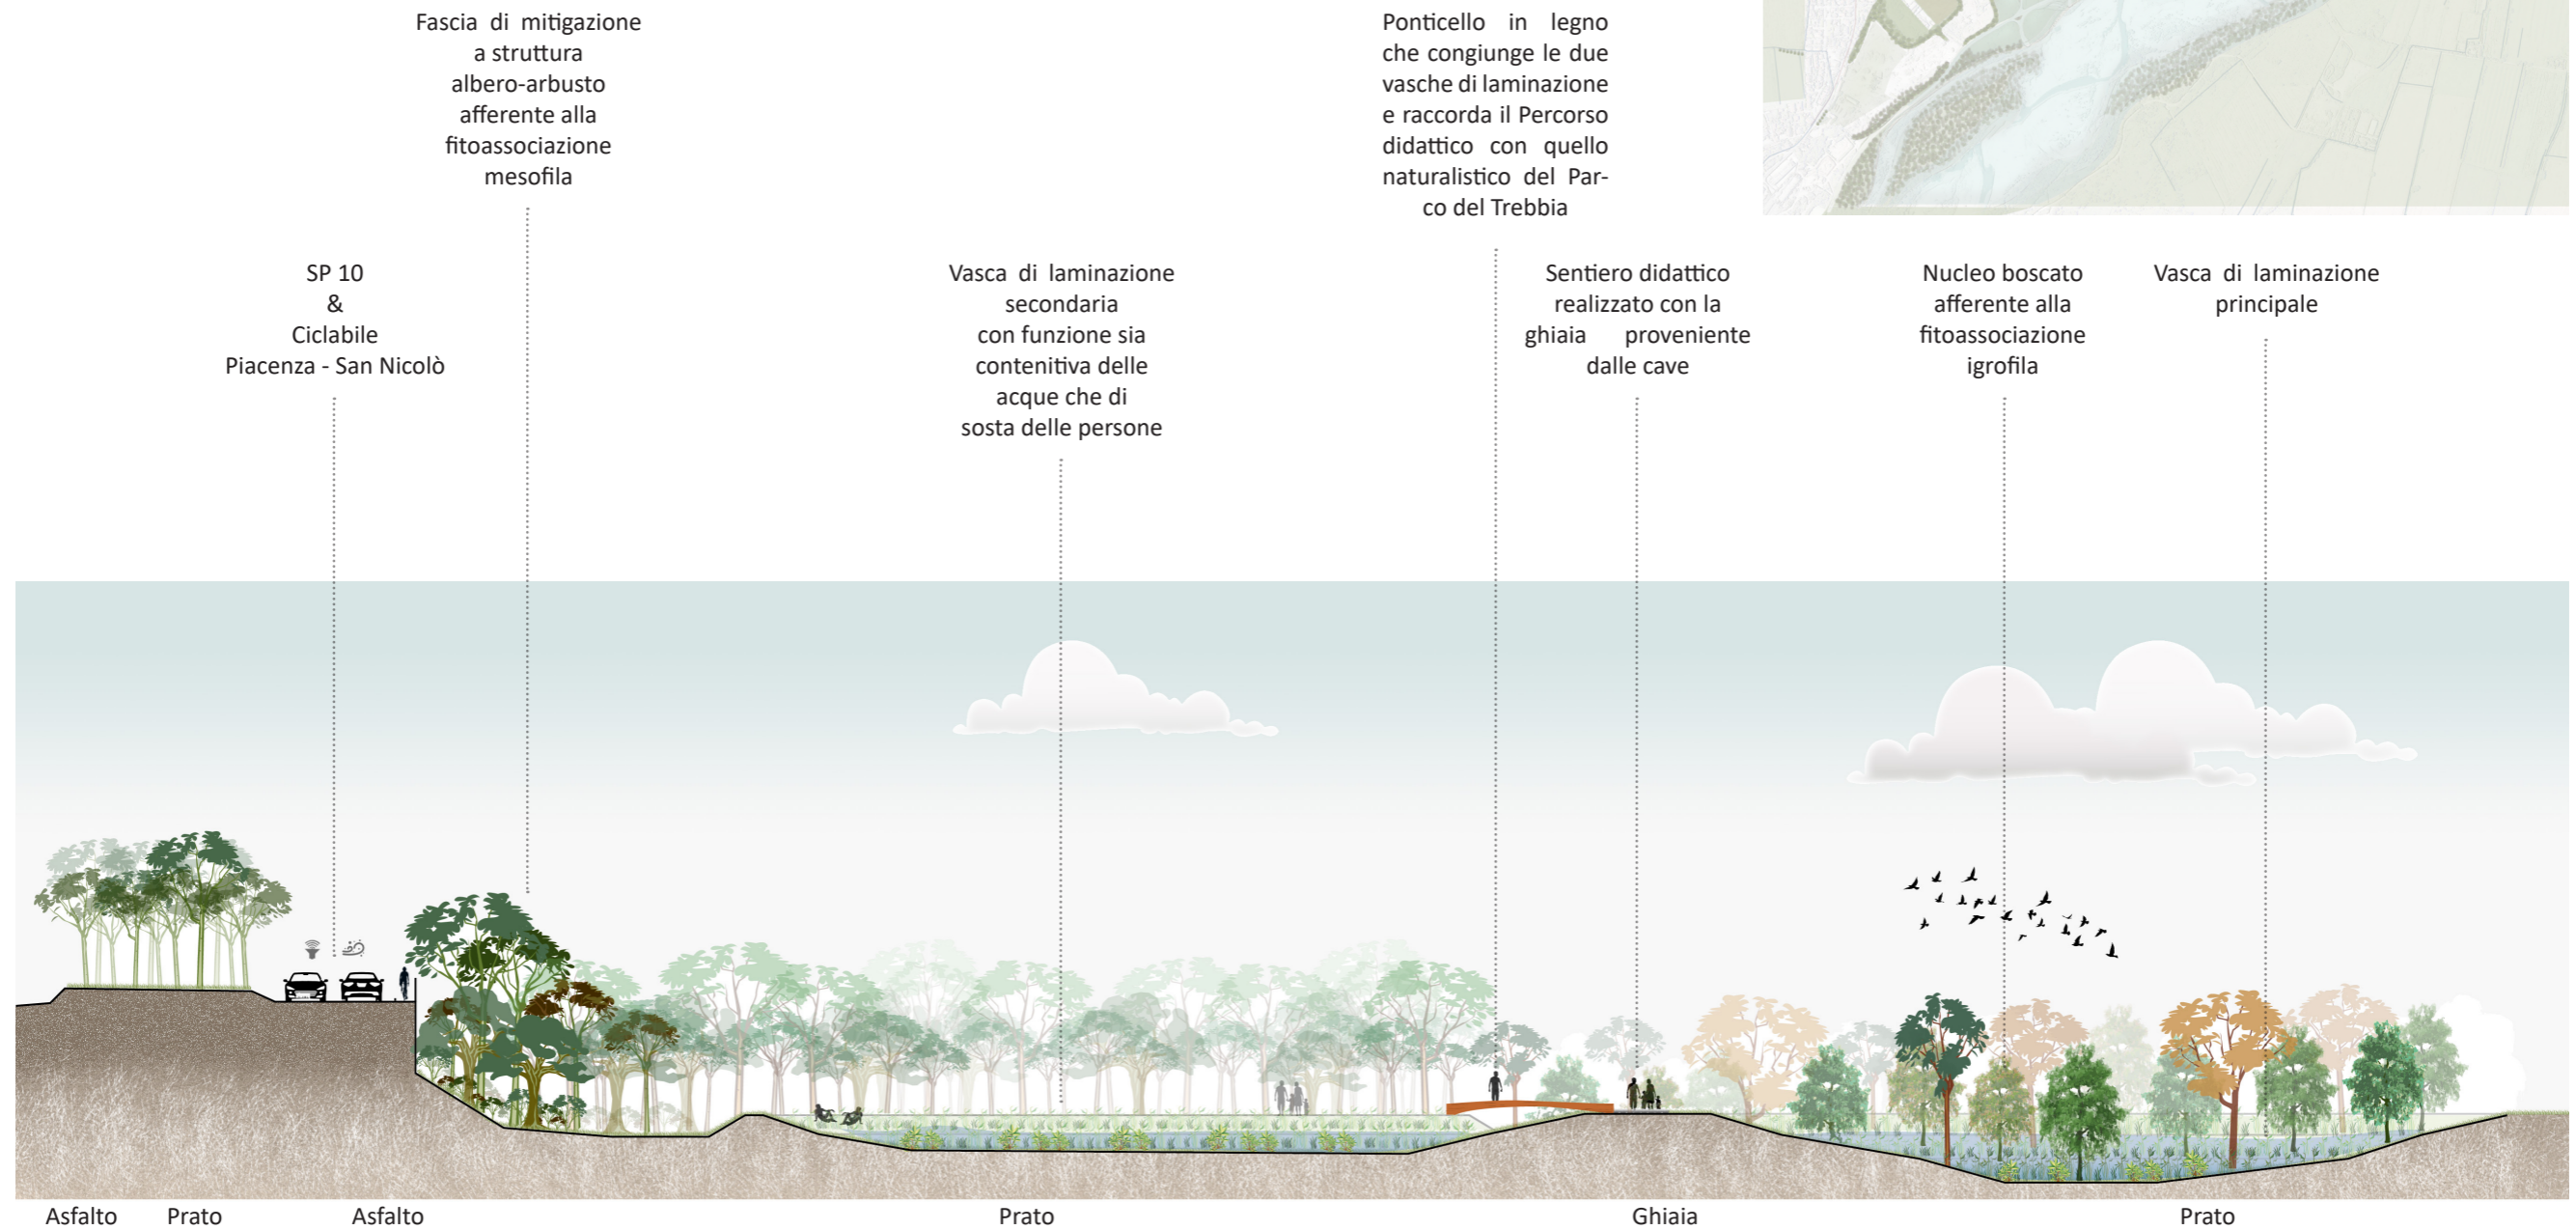 Fascia di mitigazione
a struttura
albero-arbusto
afferente alla
fitoassociazione
mesofila
Ponticello in legno
che congiunge le due
vasche di laminazione
e raccorda il Percorso
didattico con quello
naturalistico del Par-
co del Trebbia
SP 10
&
Ciclabile
Piacenza - San Nicolò
Vasca di laminazione
secondaria
con funzione sia
contenitiva delle
acque che di
sosta delle persone
Sentiero didattico
realizzato con la
ghiaia proveniente
dalle cave
Nucleo boscato
afferente alla
fitoassociazione
igrofila
Vasca di laminazione
principale
Asfalto
Prato
Asfalto
Prato
Ghiaia
Prato